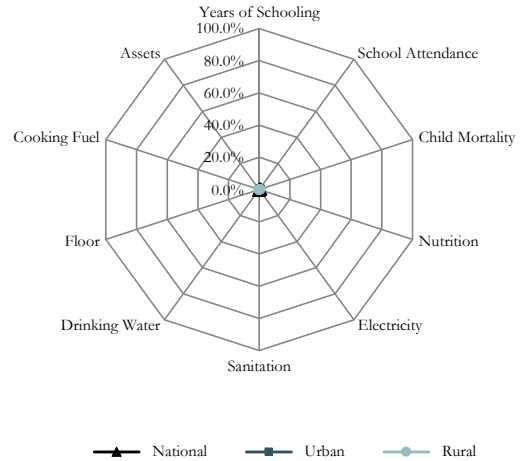 Years of Schooling
100.0%
Assets
School Attendance
80.0%
60.0%
40.0%
Cooking Fuel
Child Mortality
20.0%
0.0%
Floor
Nutrition
Drinking Water
Electricity
Sanitation
National Urban Rural